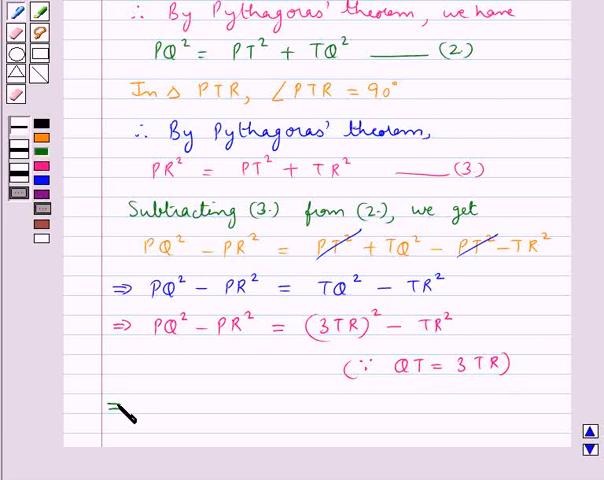 ∴ By Pythagoras' theorem, we have
PQ² = PT² + TQ² —— (2)
In △ PTR, ∠PTR = 90°
∴ By Pythagoras' theorem,
PR² = PT² + TR² —— (3)
Subtracting (3.) from (2.), we get
PQ² - PR² = PT² + TQ² - PT² - TR²
⇒ PQ² - PR² = TQ² - TR²
⇒ PQ² - PR² = (3TR)² - TR²
(∵ QT = 3TR)
=